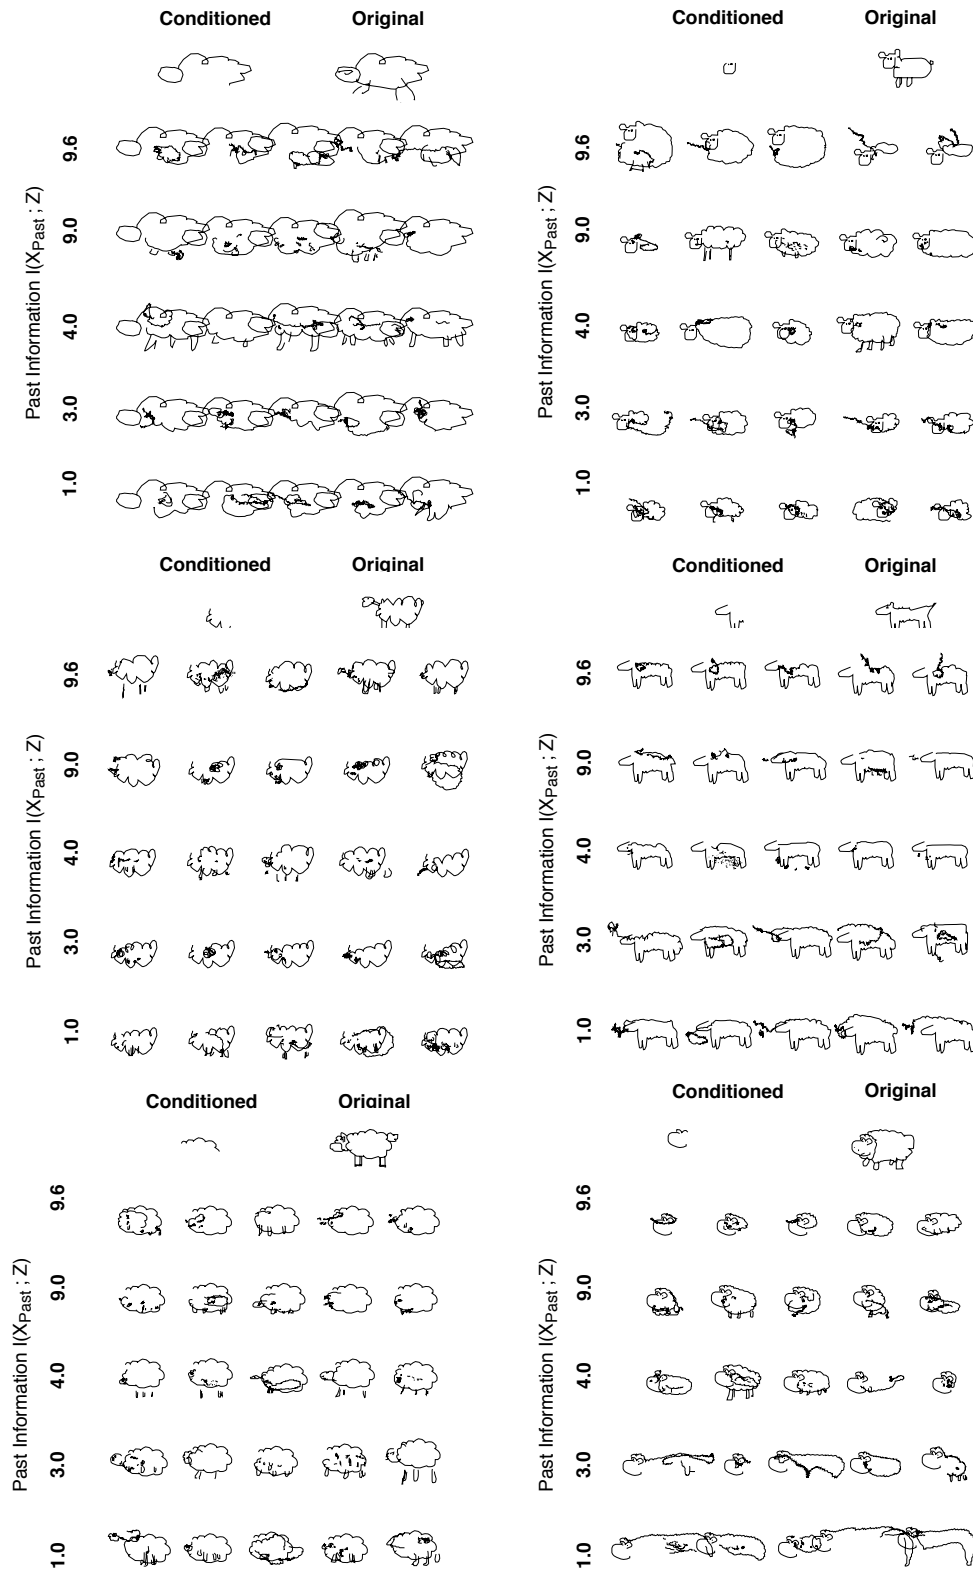 Conditioned Original
9.6
9.0
4.0
3.0
1.0
Past Information I(X_Past ; Z)
Conditioned Original
9.6
9.0
4.0
3.0
1.0
Past Information I(X_Past ; Z)
Conditioned Original
9.6
9.0
4.0
3.0
1.0
Past Information I(X_Past ; Z)
Conditioned Original
9.6
9.0
4.0
3.0
1.0
Past Information I(X_Past ; Z)
Conditioned Original
9.6
9.0
4.0
3.0
1.0
Past Information I(X_Past ; Z)
Conditioned Original
9.6
9.0
4.0
3.0
1.0
Past Information I(X_Past ; Z)